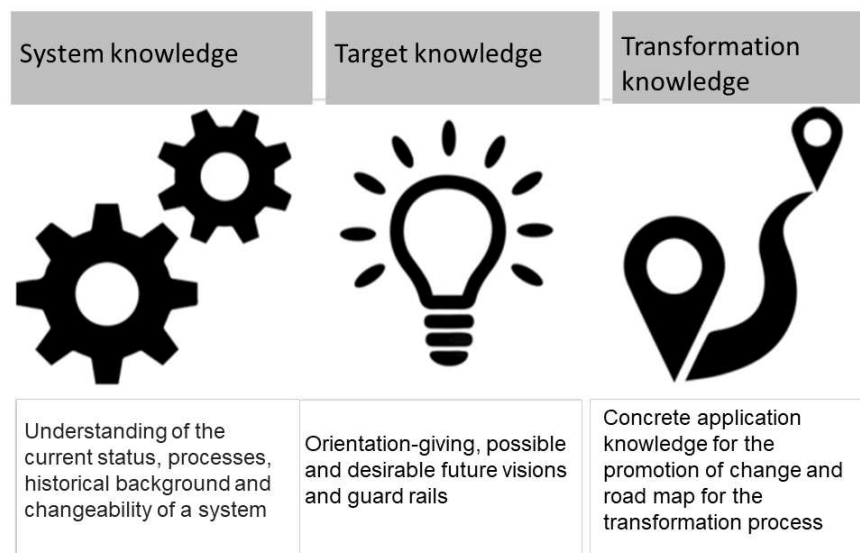 System knowledge
Target knowledge
Transformation
knowledge
Understanding of the
current status, processes,
historical background and
changeability of a system
Orientation-giving, possible
and desirable future visions
and guard rails
Concrete application
knowledge for the
promotion of change and
road map for the
transformation process